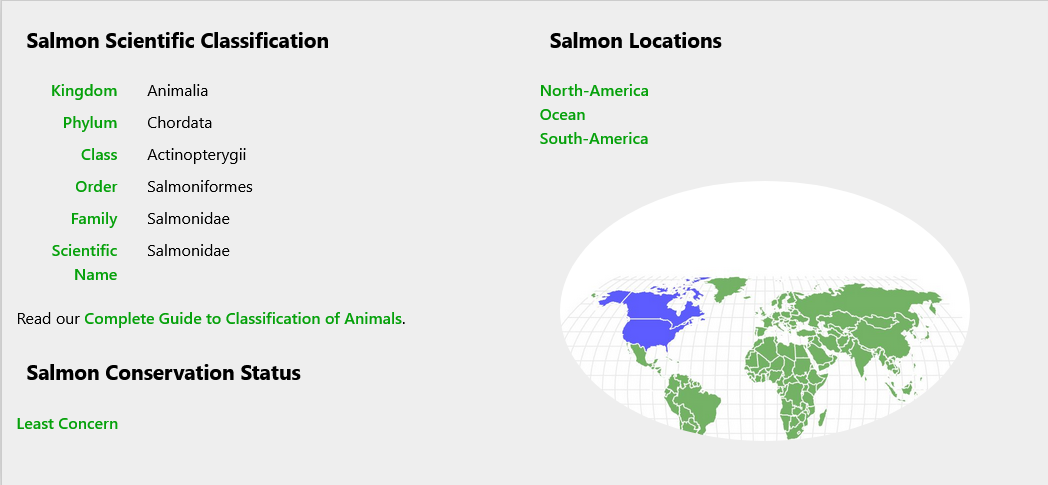 Salmon Scientific Classification
Kingdom Animalia
Phylum Chordata
Class Actinopterygii
Order Salmoniformes
Family Salmonidae
Scientific Salmonidae
Name
Read our Complete Guide to Classification of Animals.
Salmon Conservation Status
Least Concern
Salmon Locations
North-America
Ocean
South-America